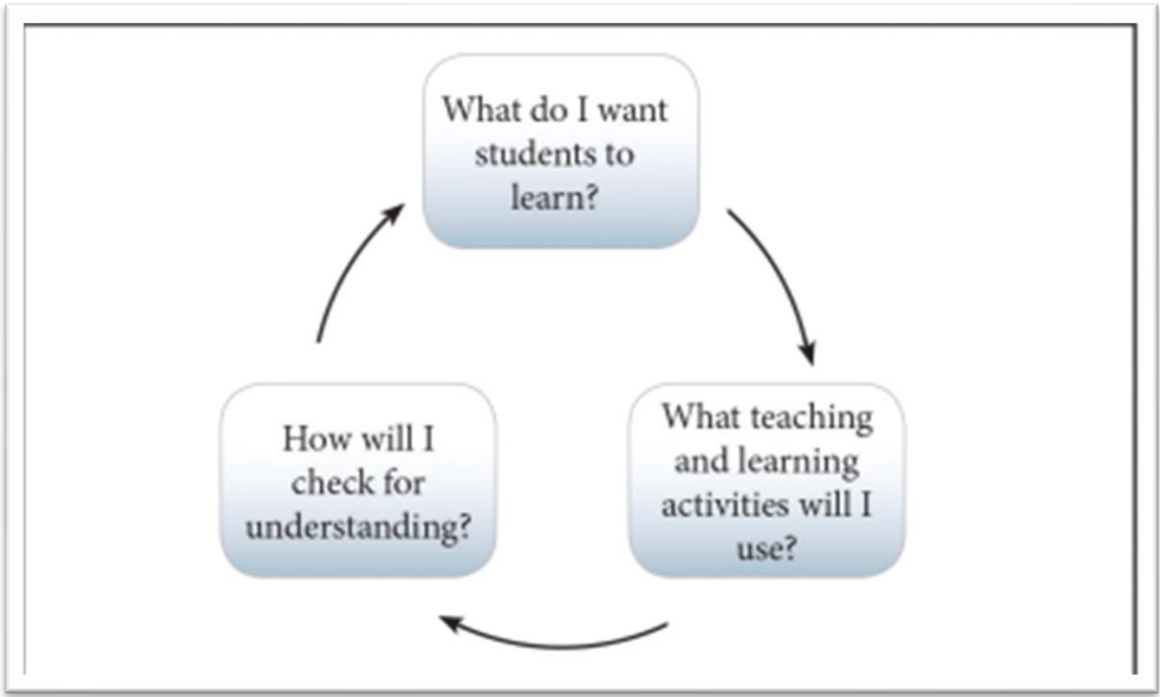 What do I want
students to
learn?
How will I
check for
understanding?
What teaching
and learning
activities will I
use?